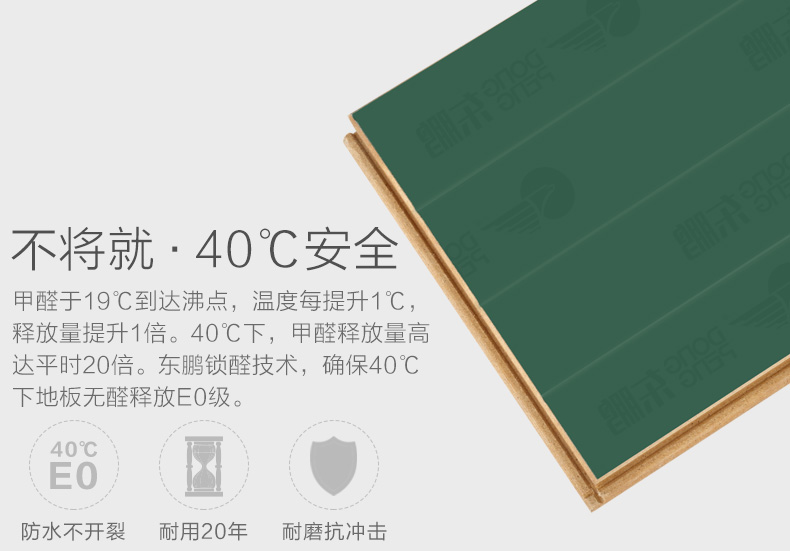 不将就·40℃安全
甲醛于19℃到达沸点，温度每提升1℃，
释放量提升1倍。40℃下，甲醛释放量高
达平时20倍。东鹏锁醛技术，确保40℃
下地板无醛释放E0级。
40℃
E0
防水不开裂
耐用20年
耐磨抗冲击
东鹏
DONG
PENG